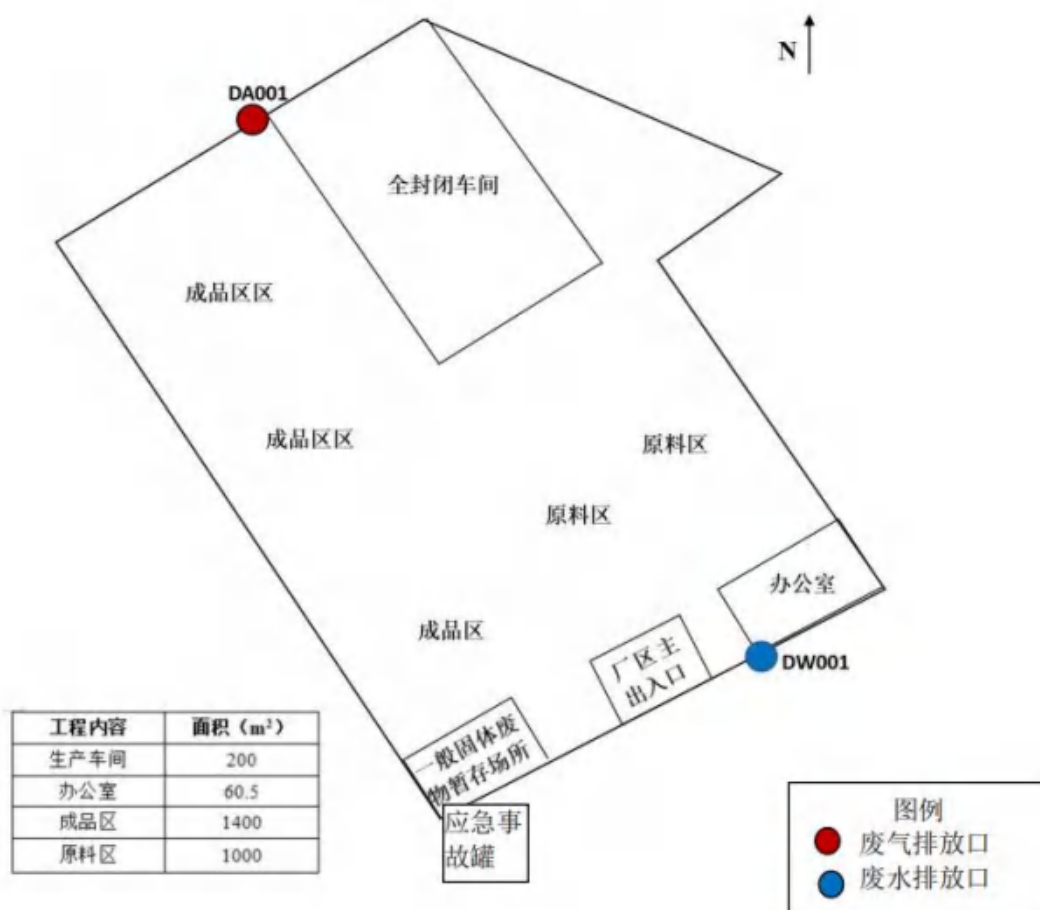 N
DA001
全封闭车间
成品区区
成品区区
原料区
原料区
办公室
成品区
厂区主
出入口
DW001
一般固体废
物暂存场所
应急事
故罐
工程内容 面积（m²）
生产车间 200
办公室 60.5
成品区 1400
原料区 1000
图例
废气排放口
废水排放口